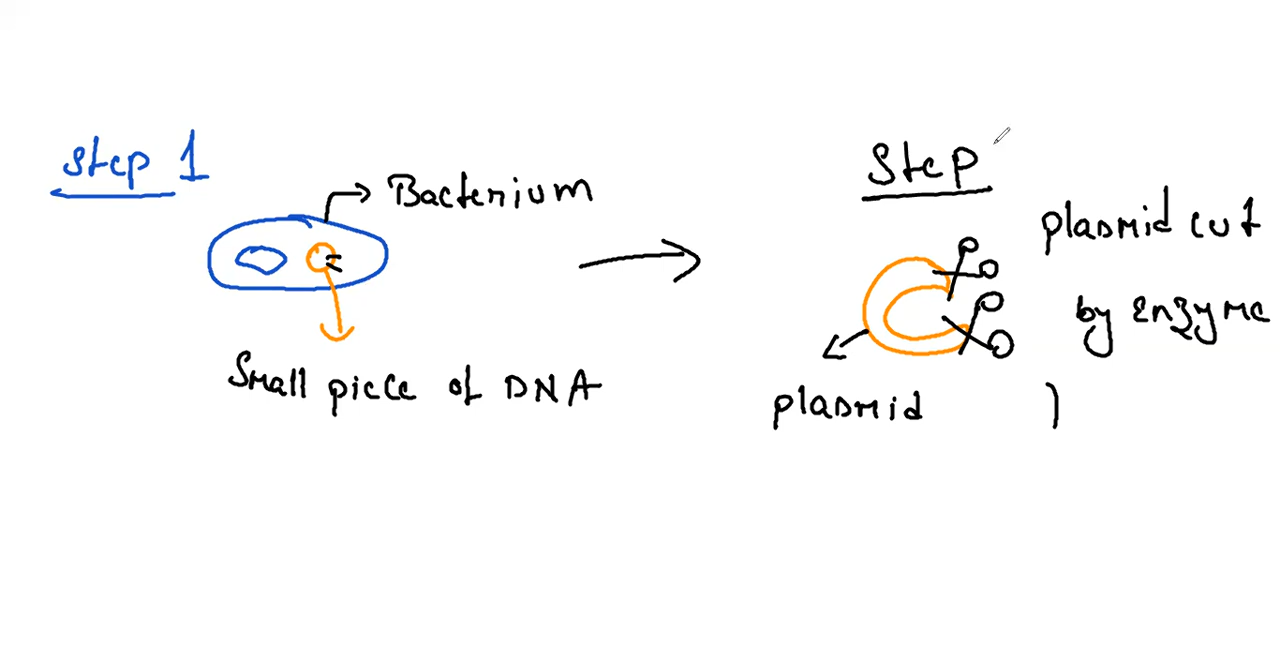 Step 1
Bacterium
Small piece of DNA
Step
plasmid cut
by Enzyme
plasmid )